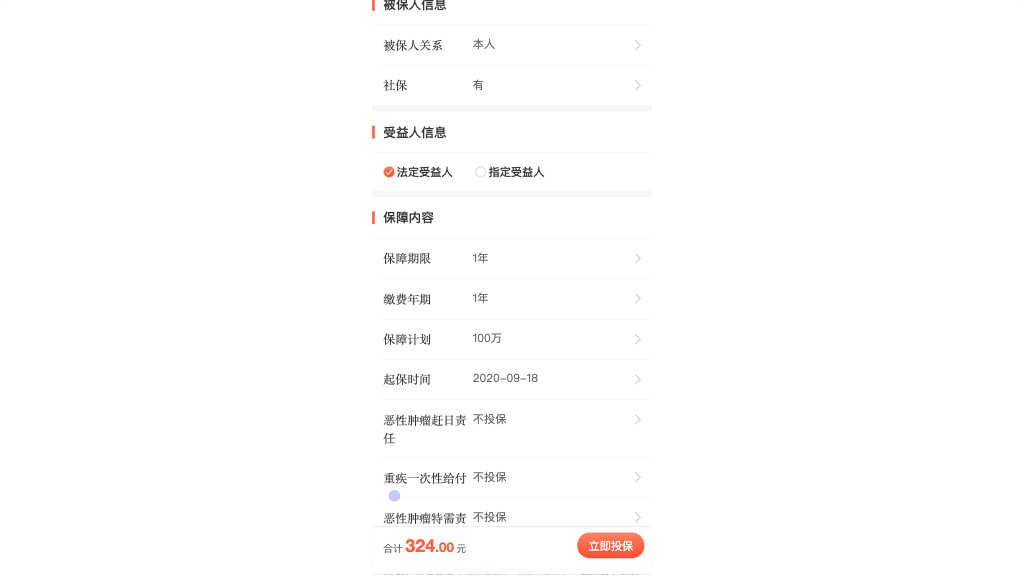 被保人信息
被保人关系 本人
社保 有
受益人信息
法定受益人 指定受益人
保障内容
保障期限 1年
缴费年期 1年
保障计划 100万
起保时间 2020-09-18
恶性肿瘤赴日责 不投保
任
重疾一次性给付 不投保
恶性肿瘤特需责 不投保
合计 324.00 元 立即投保